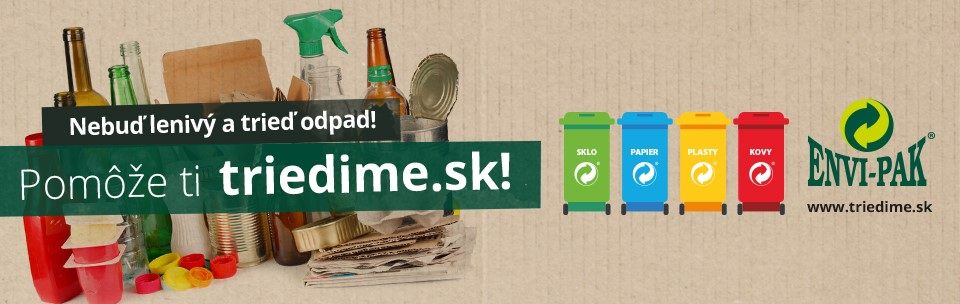 Nebuď lenivý a trieď odpad!
Pomôže ti triedime.sk!
SKLO
PAPIER
PLASTY
KOVY
ENVI-PAK®
www.triedime.sk